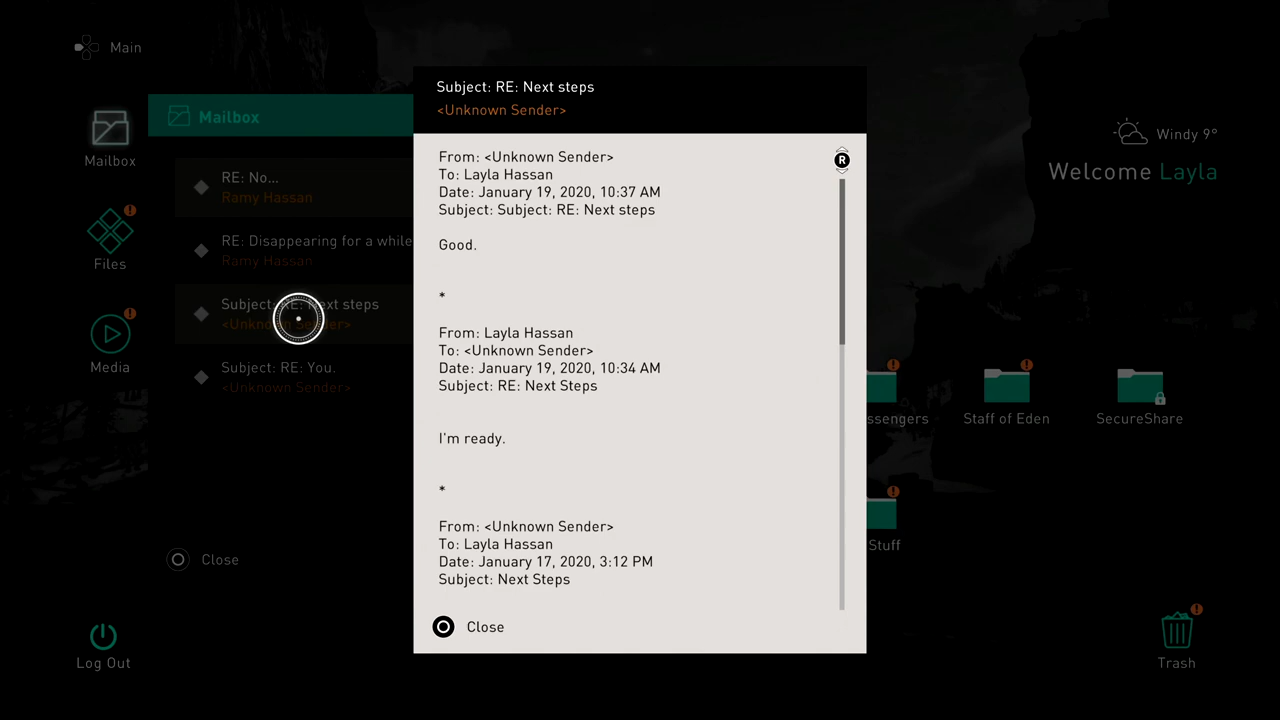 Main
Mailbox
Files
Media
Log Out
Mailbox
RE: No...
Ramy Hassan
RE: Disappearing for a while
Ramy Hassan
Subject: RE: Next steps
<Unknown Sender>
Subject: RE: You.
<Unknown Sender>
Close
Subject: RE: Next steps
<Unknown Sender>
From: <Unknown Sender>
To: Layla Hassan
Date: January 19, 2020, 10:37 AM
Subject: Subject: RE: Next steps
Good.
*
From: Layla Hassan
To: <Unknown Sender>
Date: January 19, 2020, 10:34 AM
Subject: RE: Next Steps
I'm ready.
*
From: <Unknown Sender>
To: Layla Hassan
Date: January 17, 2020, 3:12 PM
Subject: Next Steps
R
Close
Windy 9°
Welcome Layla
ssengers
Staff of Eden
SecureShare
Stuff
Trash